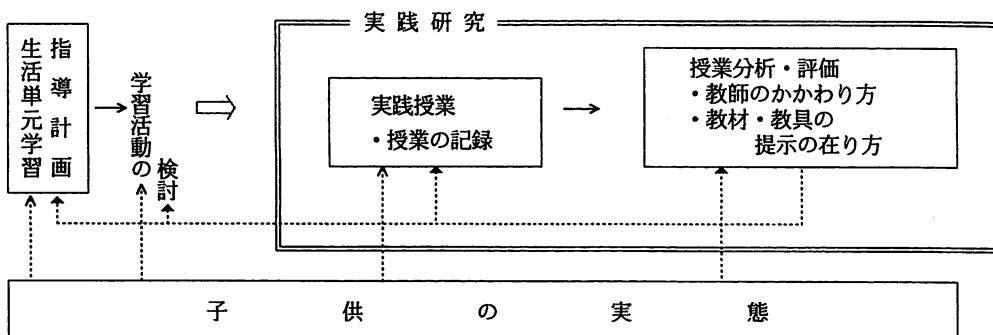 実践研究
生活単元学習
指導計画
学習活動の
検討
実践授業
・授業の記録
授業分析・評価
・教師のかかわり方
・教材・教具の
提示の在り方
子供の実態